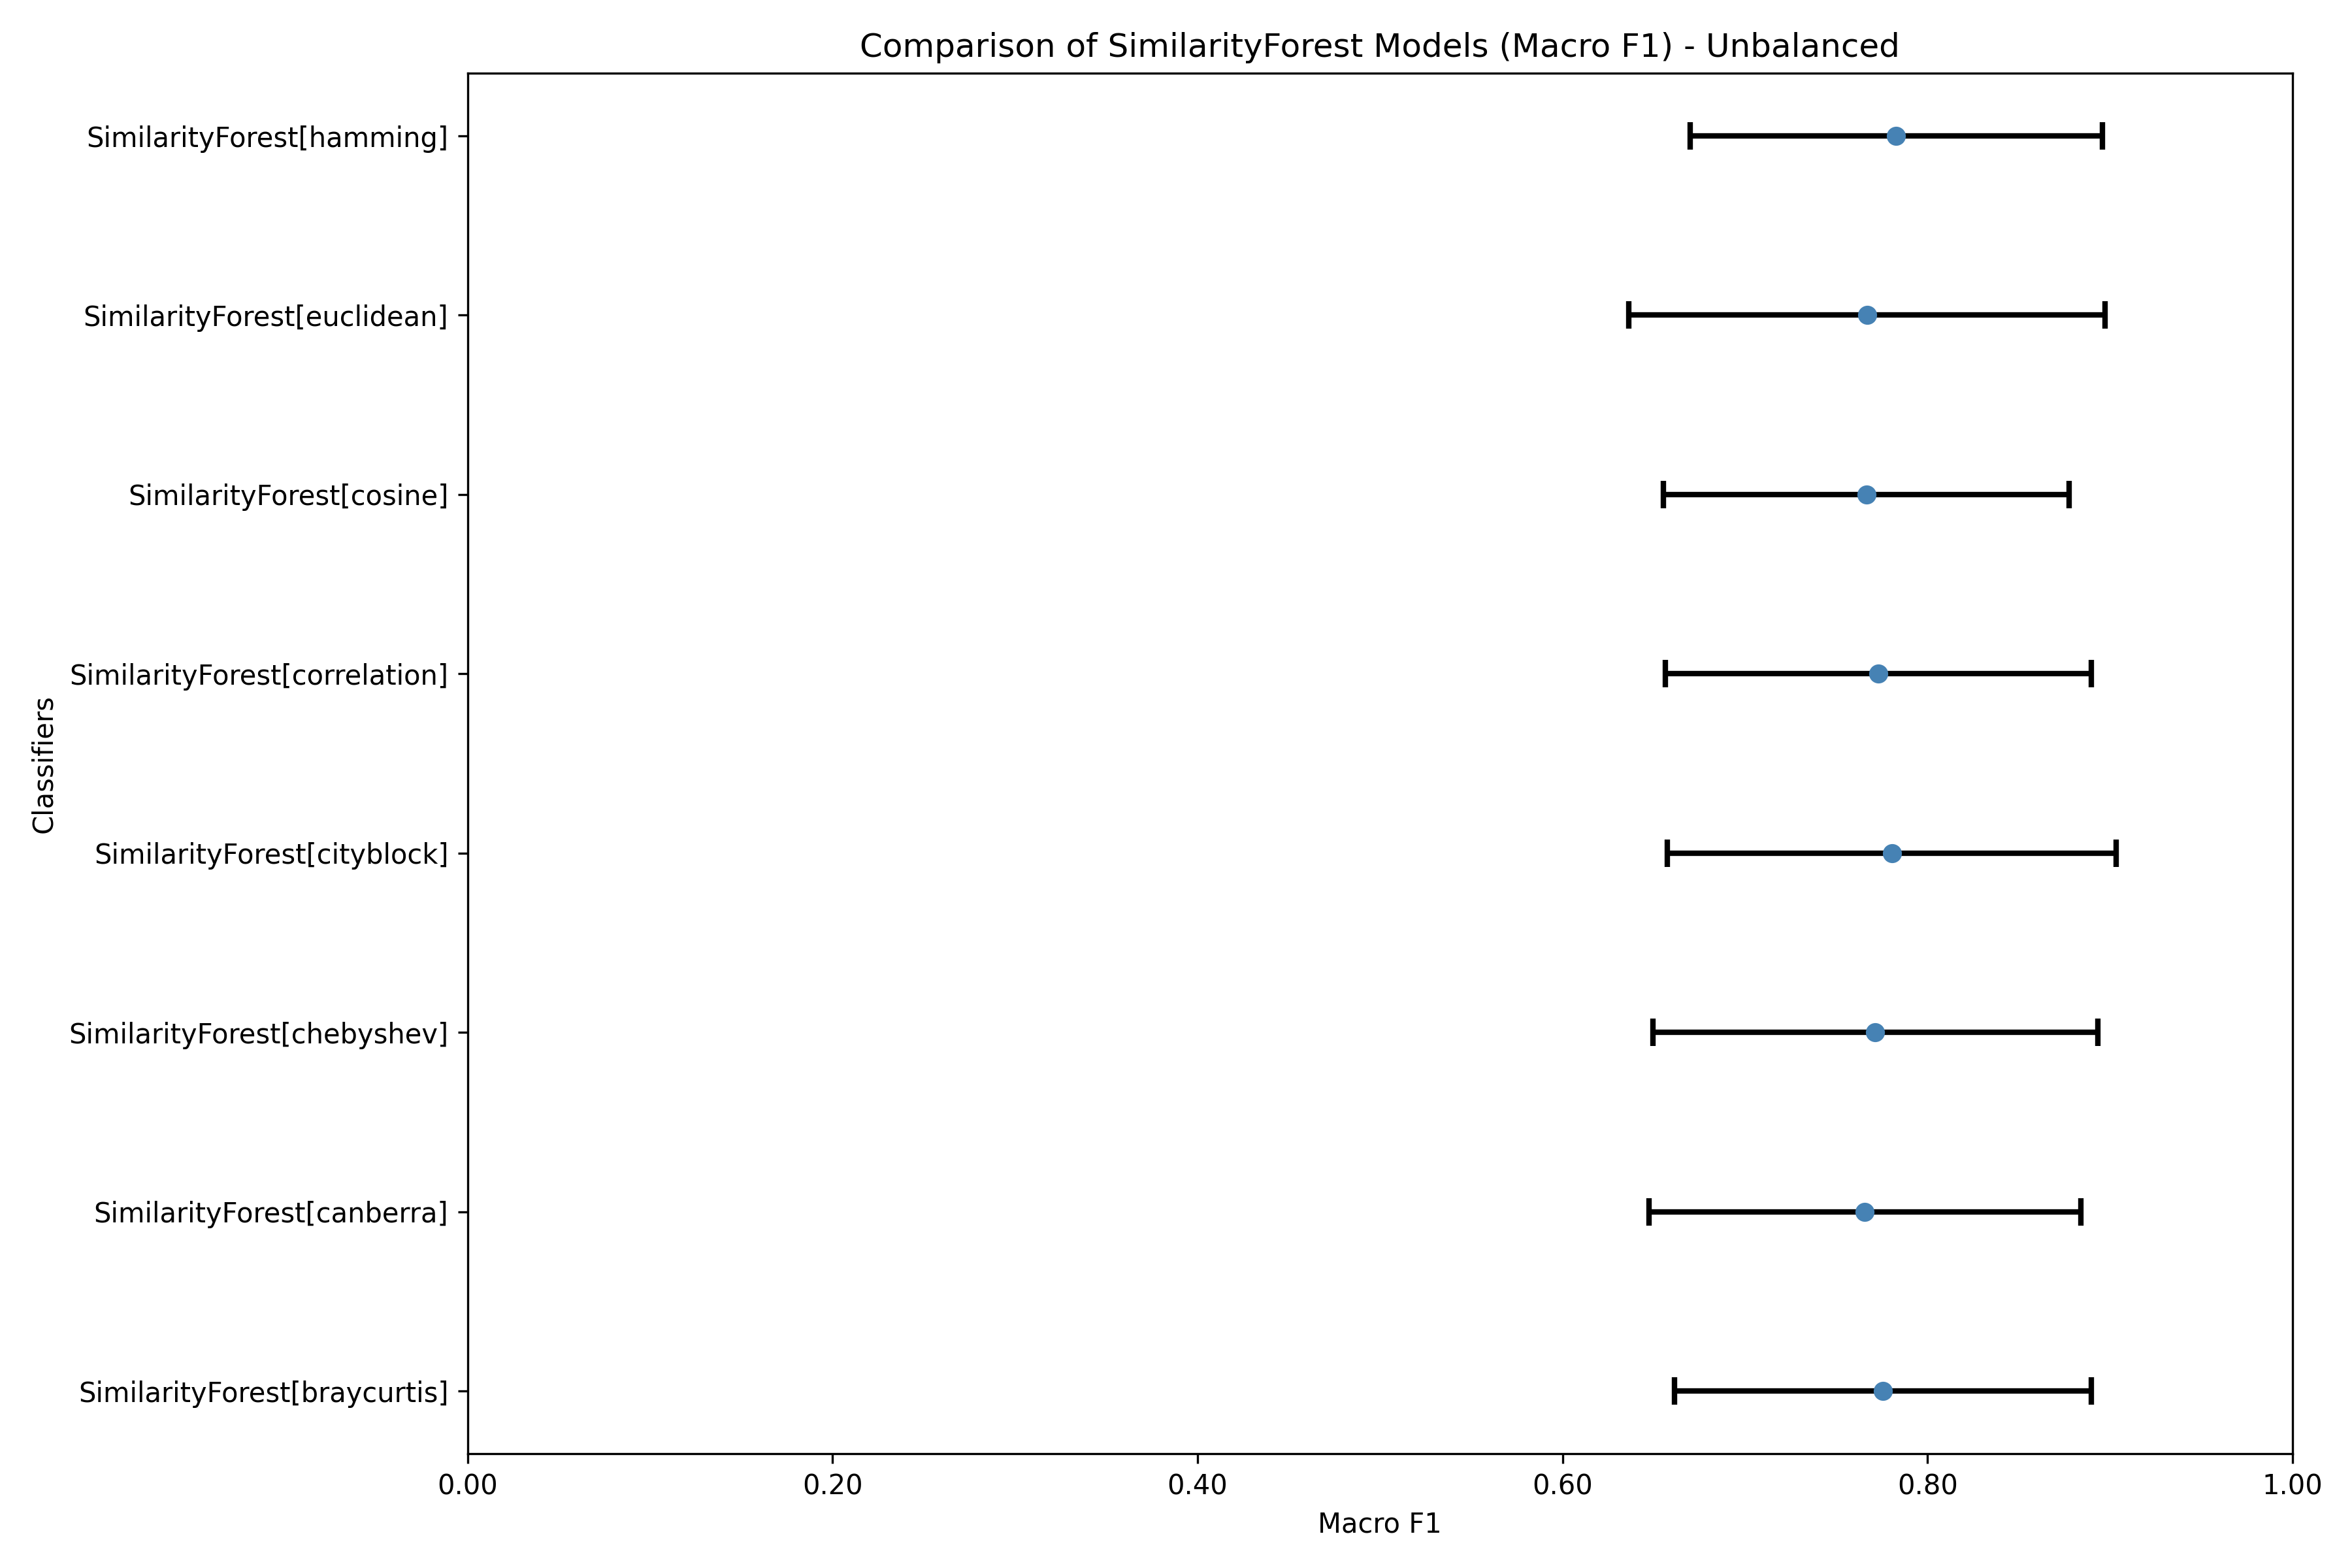 Comparison of SimilarityForest Models (Macro F1) - Unbalanced
SimilarityForest[hamming]
SimilarityForest[euclidean]
SimilarityForest[cosine]
SimilarityForest[correlation]
SimilarityForest[cityblock]
SimilarityForest[chebyshev]
SimilarityForest[canberra]
SimilarityForest[braycurtis]
Classifiers
0.00 0.20 0.40 0.60 0.80 1.00
Macro F1